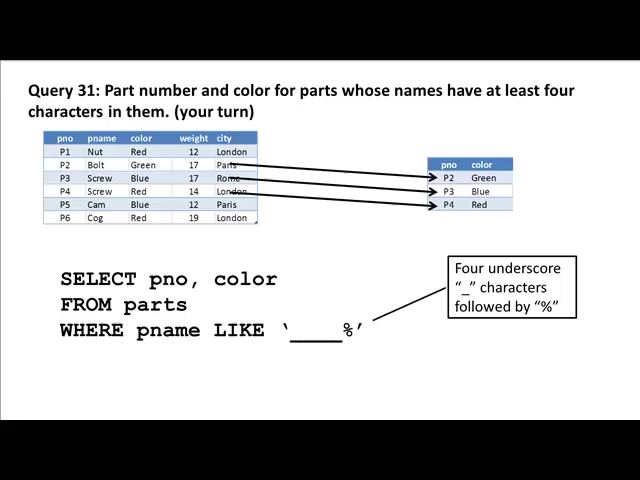 Query 31: Part number and color for parts whose names have at least four
characters in them. (your turn)
pno pname color weight city
P1 Nut Red 12 London
P2 Bolt Green 17 Paris
P3 Screw Blue 17 Rome
P4 Screw Red 14 London
P5 Cam Blue 12 Paris
P6 Cog Red 19 London
pno color
P2 Green
P3 Blue
P4 Red
SELECT pno, color
FROM parts
WHERE pname LIKE ‘____%’
Four underscore
“_” characters
followed by “%”